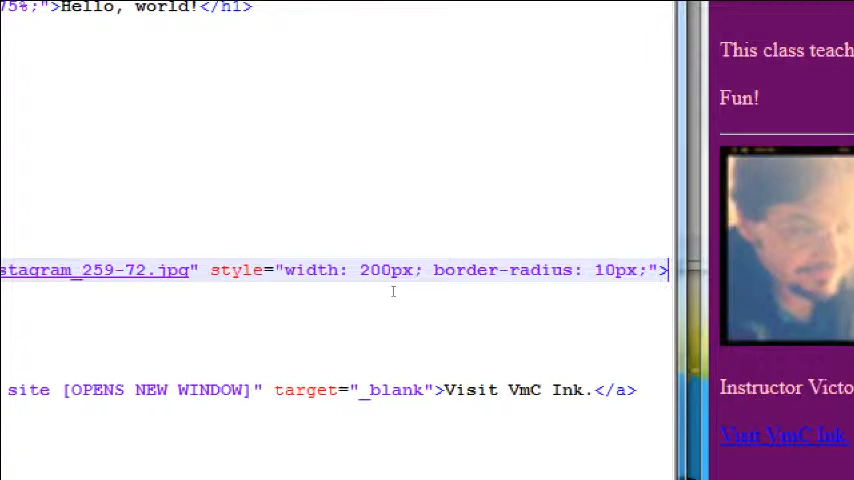 75%;">Hello, world!</h1>
stagram_259-72.jpg" style="width: 200px; border-radius: 10px;">
site [OPENS NEW WINDOW]" target="_blank">Visit VmC Ink.</a>
This class teach
Fun!
Instructor Victo
Visit VmC Ink.